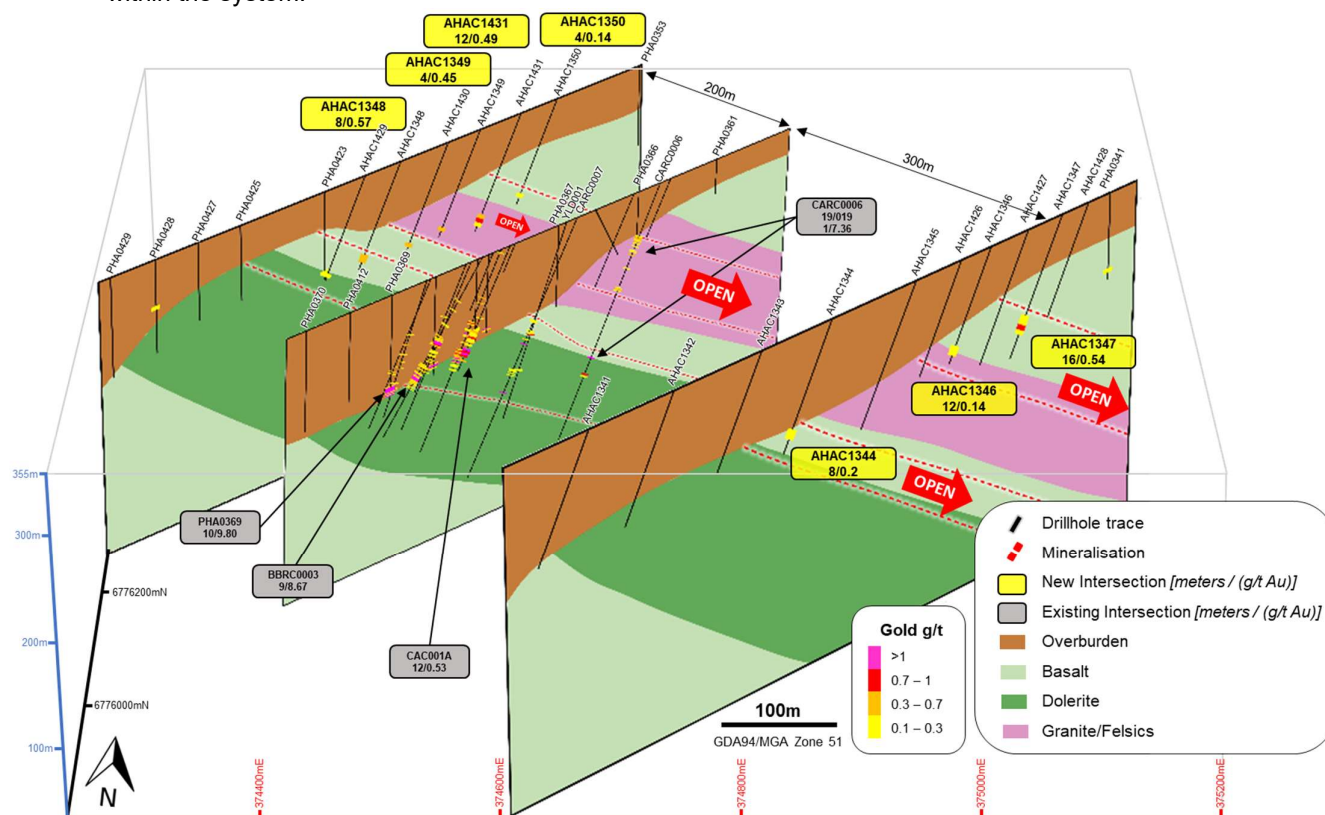 within the system.
AHAC1431
12/0.49
AHAC1350
4/0.14
AHAC1349
4/0.45
AHAC1348
8/0.57
PHA0353
AHAC1350
AHAC1431
AHAC1349
AHAC1430
AHAC1348
AHAC1429
PHA0423
PHA0425
PHA0427
PHA0428
PHA0429
200m
300m
PHA0361
CARC0006
PHA0366
CARC0007
YLD001
PHA0367
PHA0369
PHA0412
PHA0370
CARC0006
19/019
1/7.36
PHA0341
AHAC1428
AHAC1347
AHAC1427
AHAC1346
AHAC1426
AHAC1345
AHAC1344
AHAC1343
AHAC1342
AHAC1341
OPEN
OPEN
OPEN
OPEN
AHAC1347
16/0.54
AHAC1346
12/0.14
AHAC1344
8/0.2
PHA0369
10/9.80
BBRC0003
9/8.67
CAC001A
12/0.53
355m
300m
200m
100m
6776200mN
6776000mN
N
374400mE
374600mE
374800mE
375000mE
375200mE
100m
GDA94/MGA Zone 51
Gold g/t
>1
0.7 – 1
0.3 – 0.7
0.1 – 0.3
Drillhole trace
Mineralisation
New Intersection [meters / (g/t Au)]
Existing Intersection [meters / (g/t Au)]
Overburden
Basalt
Dolerite
Granite/Felsics